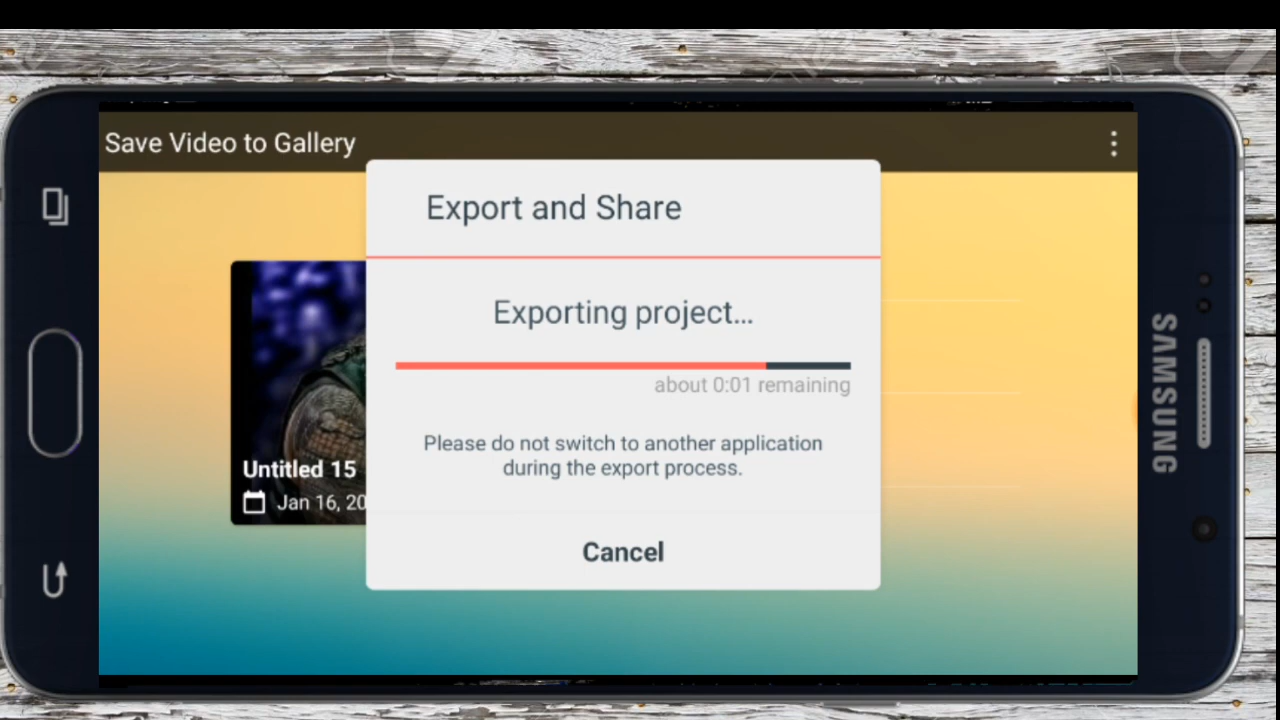 Save Video to Gallery
Export and Share
Exporting project...
about 0:01 remaining
Please do not switch to another application
during the export process.
Untitled 15
Jan 16, 20
Cancel
SAMSUNG